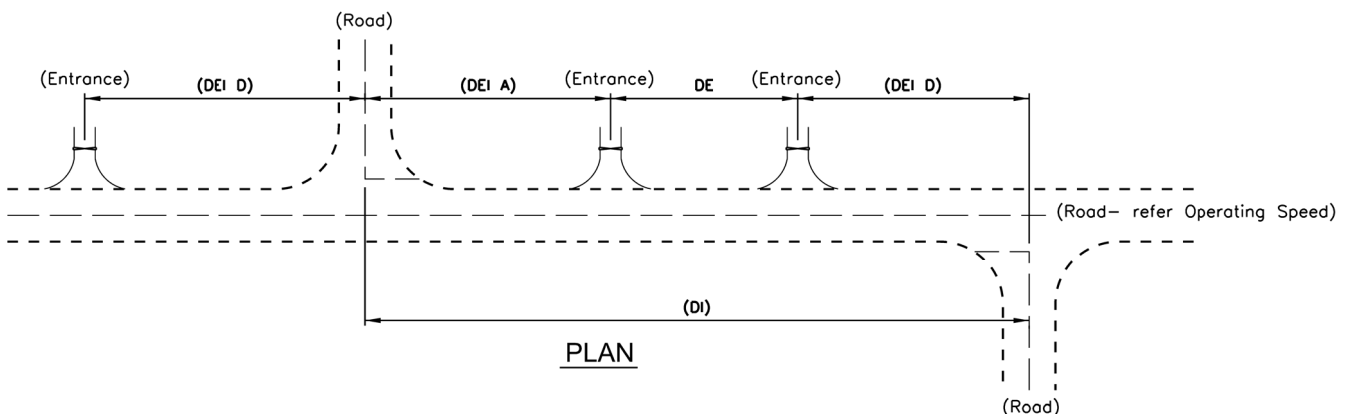 (Road)
(Entrance)
(DEI D)
(DEI A)
(Entrance)
DE
(Entrance)
(DEI D)
(Road- refer Operating Speed)
(DI)
PLAN
(Road)